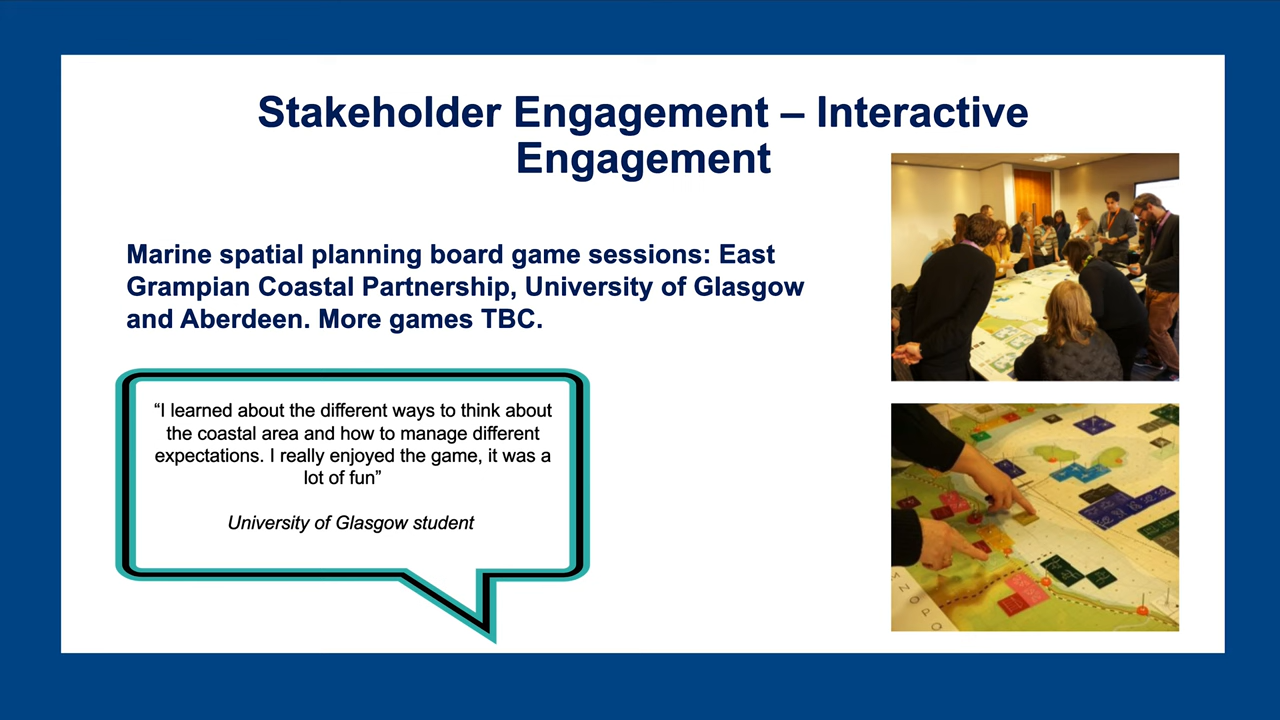 Stakeholder Engagement – Interactive
Engagement
Marine spatial planning board game sessions: East
Grampian Coastal Partnership, University of Glasgow
and Aberdeen. More games TBC.
“I learned about the different ways to think about
the coastal area and how to manage different
expectations. I really enjoyed the game, it was a
lot of fun”
University of Glasgow student
M N O P Q